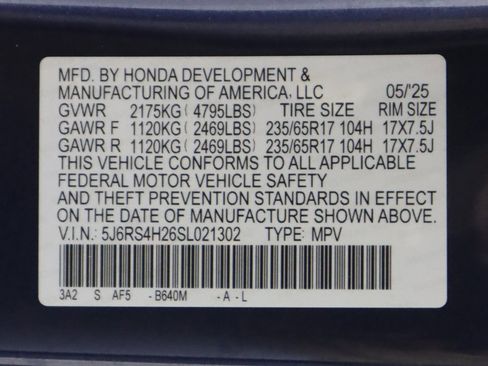 MFD. BY HONDA DEVELOPMENT &
MANUFACTURING OF AMERICA, LLC 05/'25
GVWR 2175KG( 4795LBS) TIRE SIZE RIM SIZE
GAWR F 1120KG( 2469LBS) 235/65R17 104H 17X7.5J
GAWR R 1120KG( 2469LBS) 235/65R17 104H 17X7.5J
THIS VEHICLE CONFORMS TO ALL APPLICABLE
FEDERAL MOTOR VEHICLE SAFETY
AND THEFT PREVENTION STANDARDS IN EFFECT
ON THE DATE OF MANUFACTURE SHOWN ABOVE.
V.I.N.: 5J6RS4H26SL021302 TYPE: MPV
3A2 S AF5 - B640M - A - L